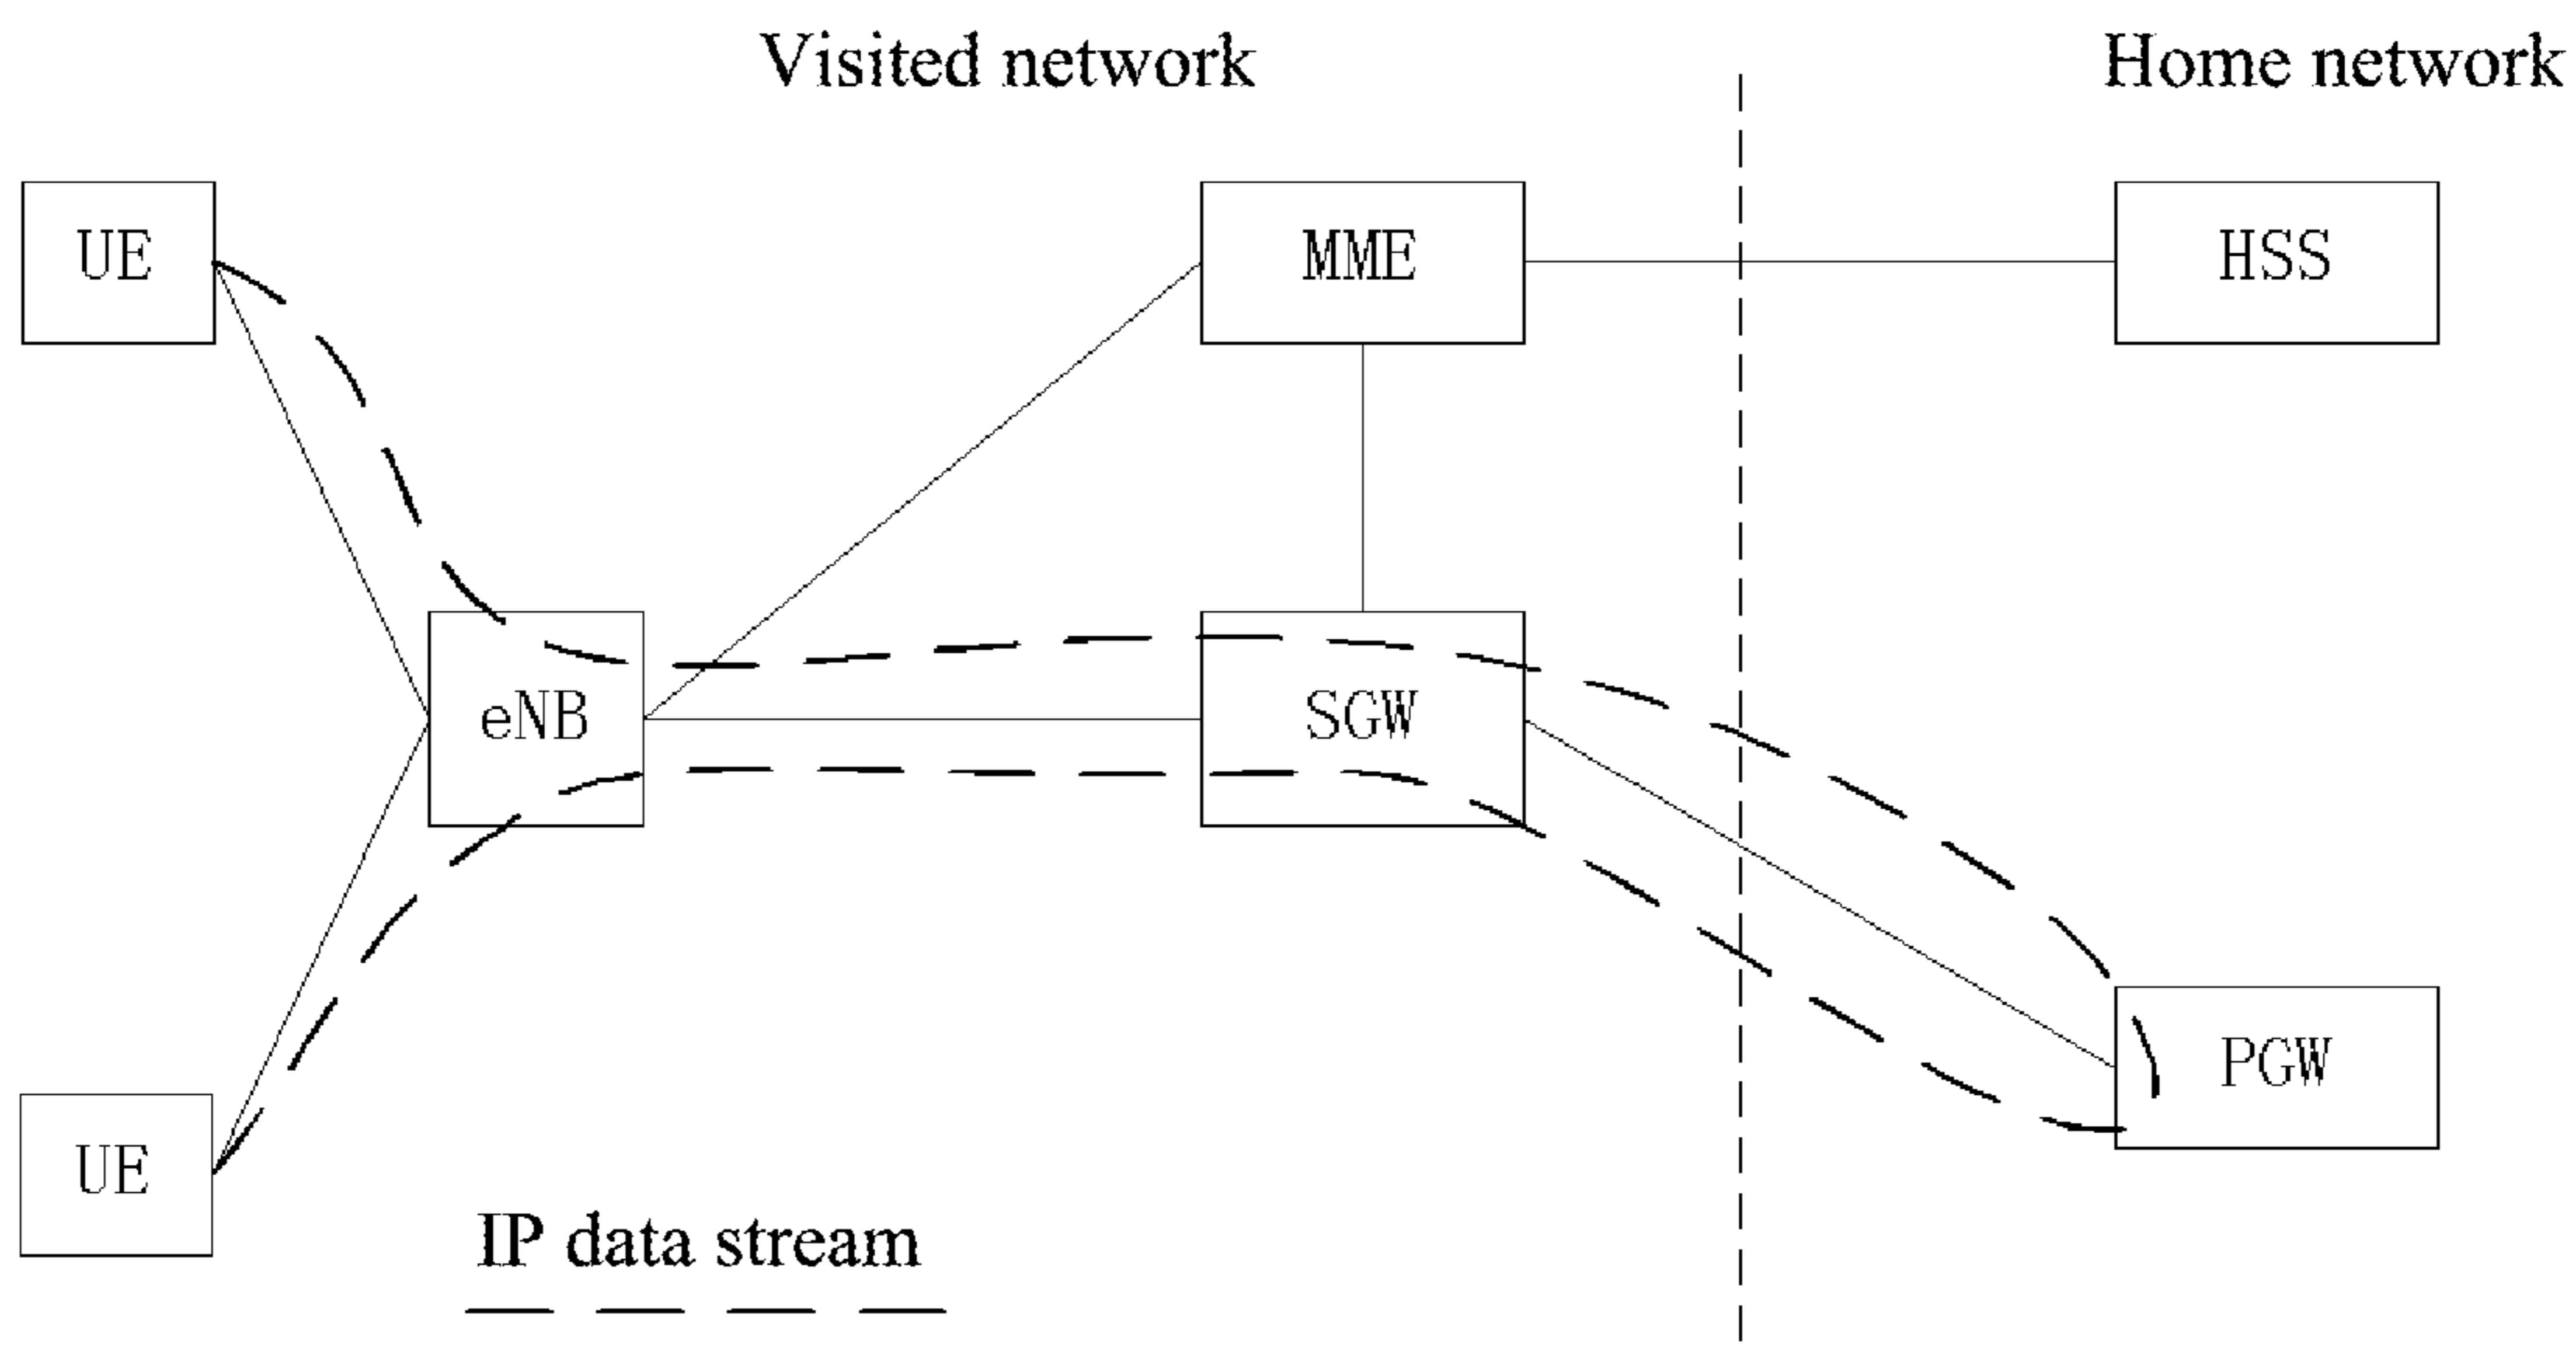 Visited network
Home network
UE
MME
HSS
eNB
SGW
PGW
UE
IP data stream